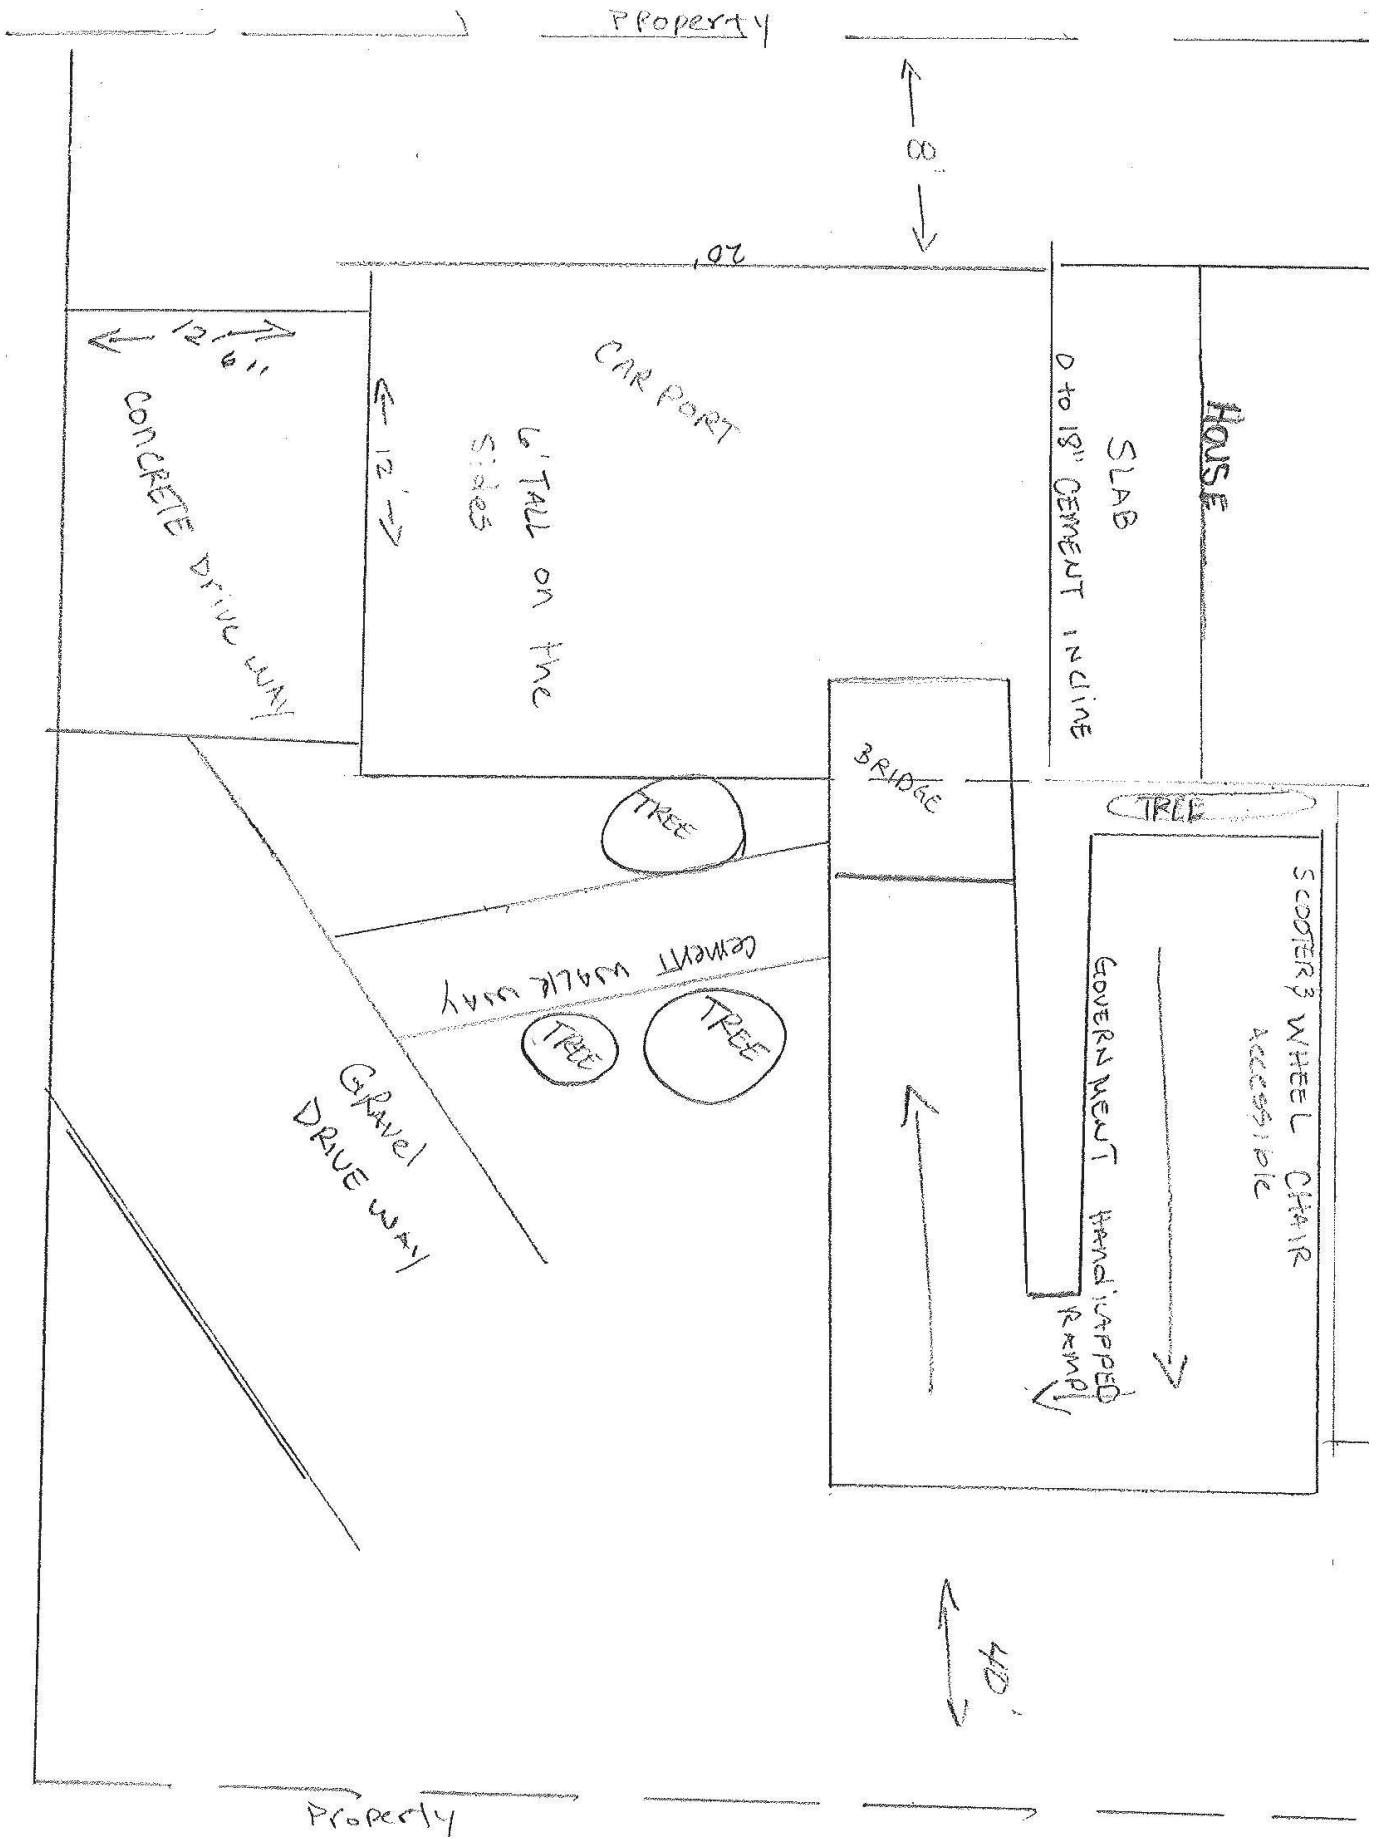 PRoperty
← 8' →
20'
← 12' 6" →
CAR PORT
← 12' →
6' TALL on the
Sides
CONCRETE Drive WAY
HOUSE
SLAB
0 to 18" CEMENT INCLINE
BRIDGE
TREE
TREE
CEMENT WALK WAY
TREE
TREE
SCOOTER & WHEEL CHAIR
Accessible
GOVERNMENT HANDICAPPED
RAMP
GRAVEL
DRIVE WAY
40'
Property